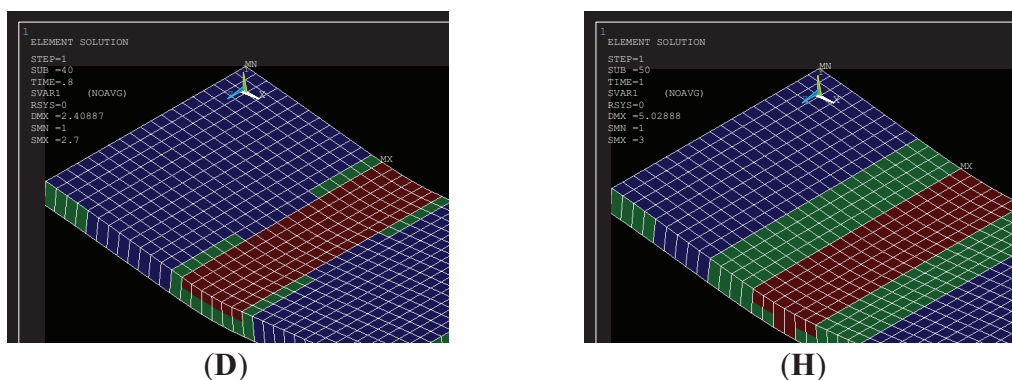 1
ELEMENT SOLUTION
STEP=1
SUB =40
TIME=.8
SVAR1 (NOAVG)
RSYS=0
DMX =2.40887
SMN =1
SMX =2.7
MN
MX
(D)
1
ELEMENT SOLUTION
STEP=1
SUB =50
TIME=1
SVAR1 (NOAVG)
RSYS=0
DMX =5.02888
SMN =1
SMX =3
MN
MX
(H)